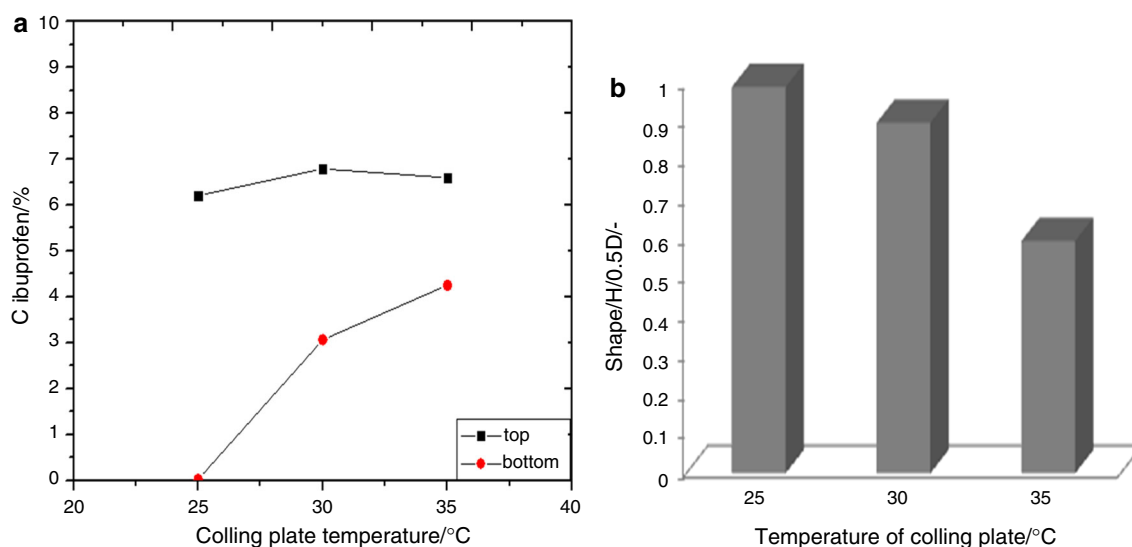 a
10
9
8
7
6
5
4
3
2
1
0
C ibuprofen/%
20 25 30 35 40
Colling plate temperature/°C
top
bottom
b
1
0.9
0.8
0.7
0.6
0.5
0.4
0.3
0.2
0.1
0
Shape/H/0.5D/-
25 30 35
Temperature of colling plate/°C